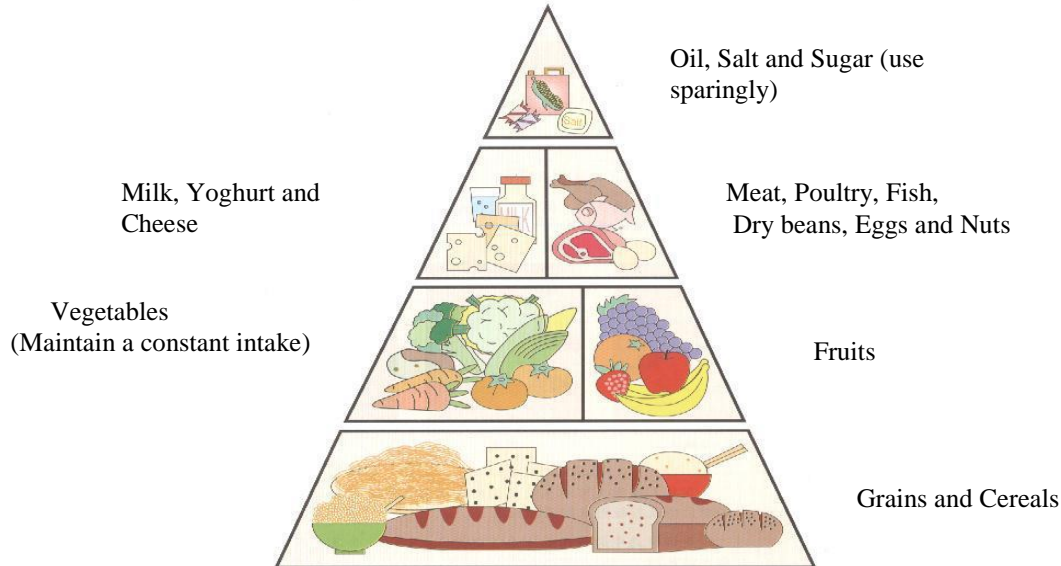 Oil, Salt and Sugar (use
sparingly)
Salt
Milk, Yoghurt and
Cheese
Meat, Poultry, Fish,
Dry beans, Eggs and Nuts
Vegetables
(Maintain a constant intake)
Fruits
Grains and Cereals